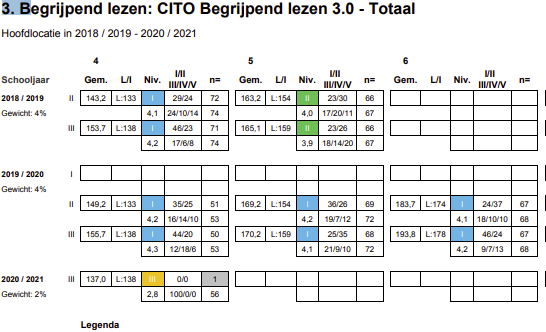 3. Begrijpend lezen: CITO Begrijpend lezen 3.0 - Totaal
Hoofdlocatie in 2018 / 2019 - 2020 / 2021
4 5 6
Schooljaar Gem. L/I Niv. I/II III/IV/V n= Gem. L/I Niv. I/II III/IV/V n= Gem. L/I Niv. I/II III/IV/V n=
2018 / 2019 II 143,2 L:133 I 29/24 72 163,2 L:154 II 23/30 66
Gewicht: 4% 4,1 24/10/14 74 4,0 17/20/11 67
III 153,7 L:138 I 46/23 71 165,1 L:159 II 23/26 66
4,2 17/6/8 74 3,9 18/14/20 67
2019 / 2020 I
Gewicht: 4%
II 149,2 L:133 I 35/25 51 169,2 L:154 I 36/26 69 183,7 L:174 I 24/37 67
4,2 16/14/10 53 4,2 19/7/12 72 4,1 18/10/10 68
III 155,7 L:138 I 44/20 50 170,2 L:159 I 25/35 68 193,8 L:178 I 46/24 67
4,3 12/18/6 53 4,1 21/9/10 72 4,2 9/7/13 68
2020 / 2021 III 137,0 L:138 III 0/0 1
Gewicht: 2% 2,8 100/0/0 56
Legenda